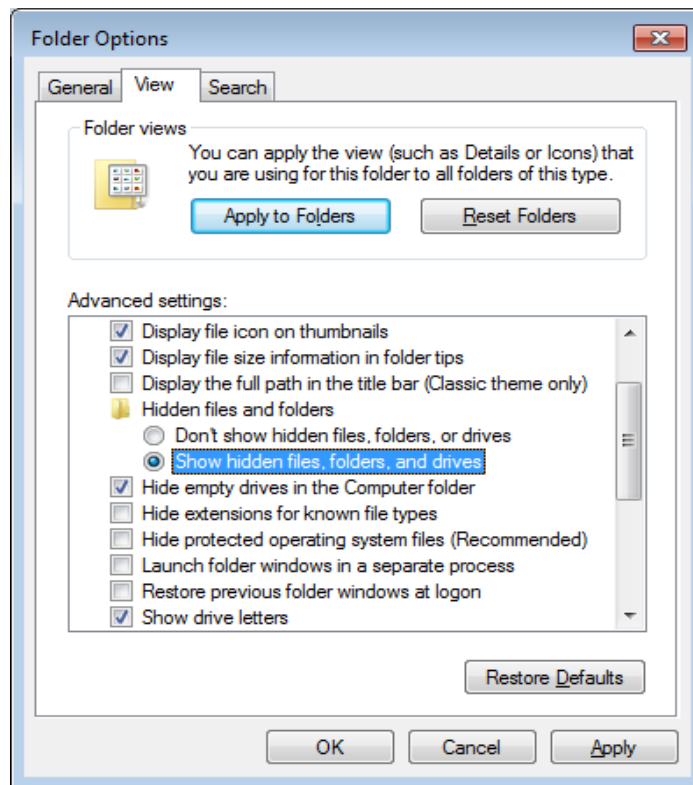 Folder Options
General
View
Search
Folder views
You can apply the view (such as Details or Icons) that
you are using for this folder to all folders of this type.
Apply to Folders
Reset Folders
Advanced settings:
Display file icon on thumbnails
Display file size information in folder tips
Display the full path in the title bar (Classic theme only)
Hidden files and folders
Don't show hidden files, folders, or drives
Show hidden files, folders, and drives
Hide empty drives in the Computer folder
Hide extensions for known file types
Hide protected operating system files (Recommended)
Launch folder windows in a separate process
Restore previous folder windows at logon
Show drive letters
Restore Defaults
OK
Cancel
Apply